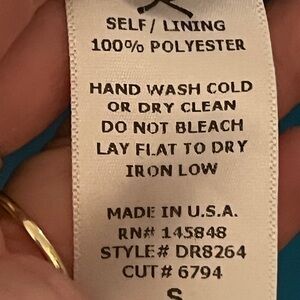 SELF/ LINING
100% POLYESTER
HAND WASH COLD
OR DRY CLEAN
DO NOT BLEACH
LAY FLAT TO DRY
IRON LOW
MADE IN U.S.A.
RN# 145848
STYLE# DR8264
CUT# 6794
S